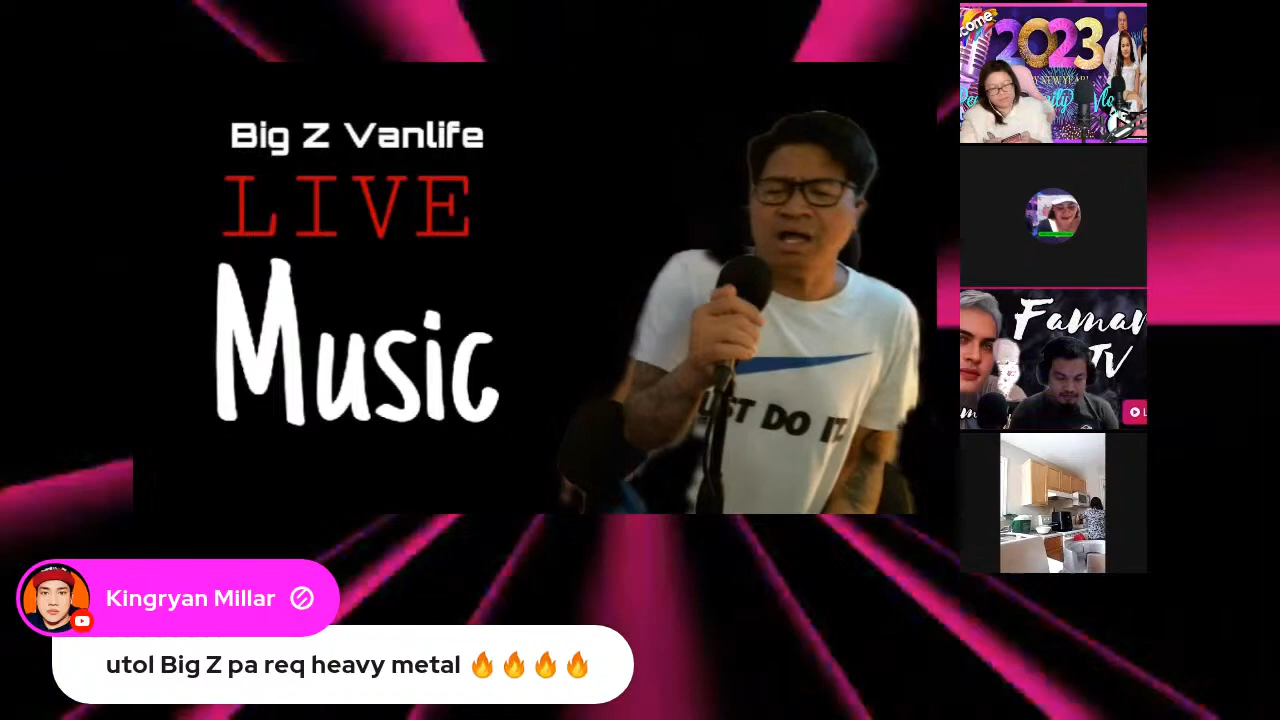 Big Z Vanlife
LIVE
Music
JUST DO IT.
2023
Famar
TV
Kingryan Millar
utol Big Z pa req heavy metal 🔥🔥🔥🔥